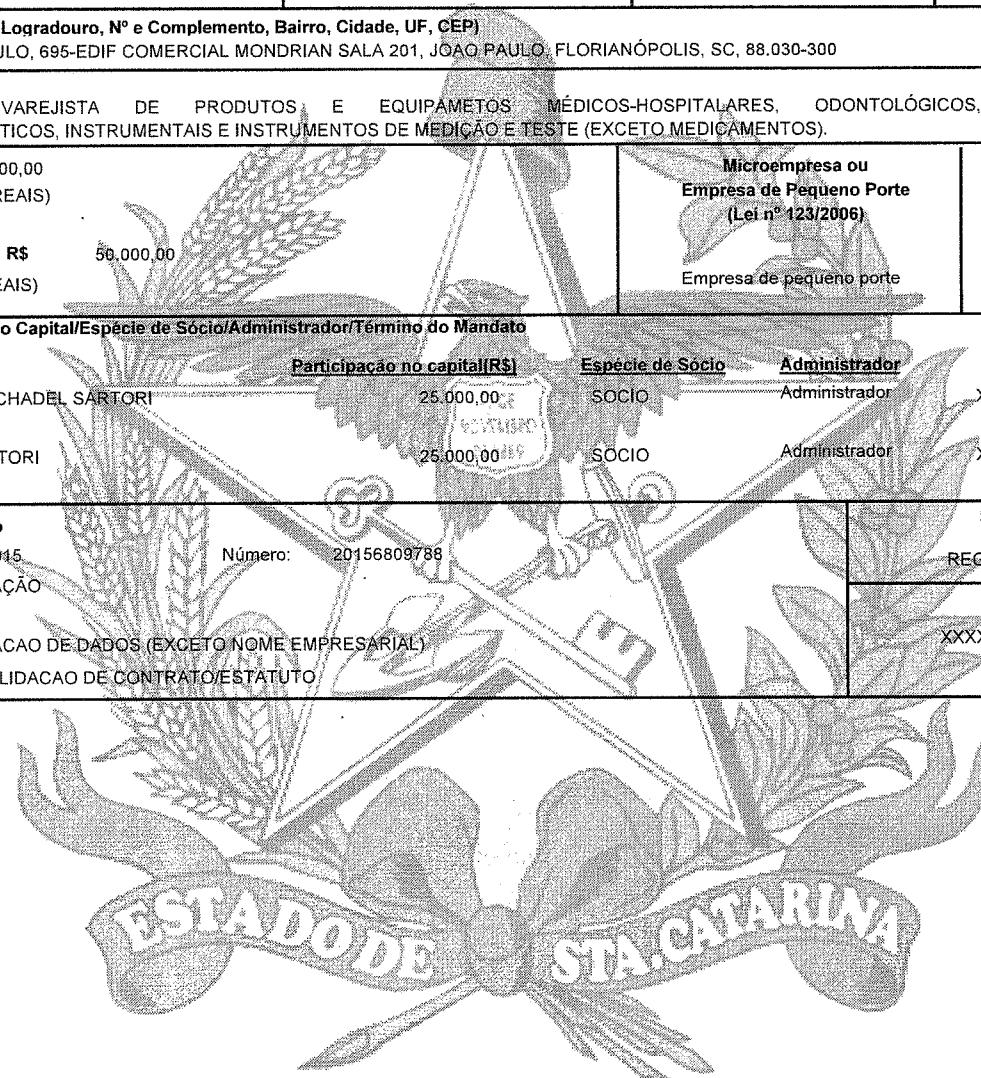 Logradouro, Nº e Complemento, Bairro, Cidade, UF, CEP)
ULO, 695-EDIF COMERCIAL MONDRIAN SALA 201, JOAO PAULO, FLORIANÓPOLIS, SC, 88.030-300
VAREJISTA DE PRODUTOS E EQUIPAMETOS MÉDICOS-HOSPITALARES, ODONTOLÓGICOS,
TICOS, INSTRUMENTAIS E INSTRUMENTOS DE MEDIÇÃO E TESTE (EXCETO MEDICAMENTOS).
00,00
REAIS)
R$ 50.000,00
EAIS)
Microempresa ou
Empresa de Pequeno Porte
(Lei nº 123/2006)
Empresa de pequeno porte
o Capital/Espécie de Sócio/Administrador/Término do Mandato
Participação no capital(R$) Espécie de Sócio Administrador
CHADEL SARTORI 25.000,00 SOCIO Administrador X
TORI 25.000,00 SOCIO Administrador X
015 Número: 20156809788
AÇÃO
REG
ACAO DE DADOS (EXCETO NOME EMPRESARIAL)
XXXX
LIDACAO DE CONTRATO/ESTATUTO
ESTADO DE STA.CATARINA